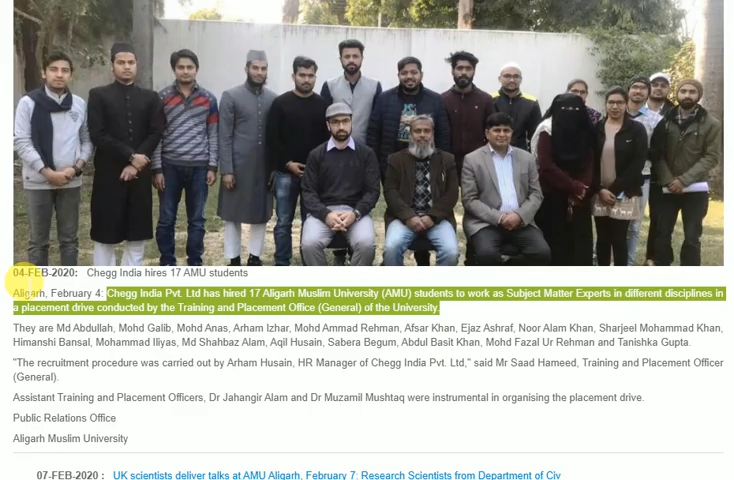 04-FEB-2020: Chegg India hires 17 AMU students
Aligarh, February 4: Chegg India Pvt. Ltd has hired 17 Aligarh Muslim University (AMU) students to work as Subject Matter Experts in different disciplines in
a placement drive conducted by the Training and Placement Office (General) of the University.
They are Md Abdullah, Mohd Galib, Mohd Anas, Arham Izhar, Mohd Ammad Rehman, Afsar Khan, Ejaz Ashraf, Noor Alam Khan, Sharjeel Mohammad Khan,
Himanshi Bansal, Mohammad Iliyas, Md Shahbaz Alam, Aqil Husain, Sabera Begum, Abdul Basit Khan, Mohd Fazal Ur Rehman and Tanishka Gupta.
"The recruitment procedure was carried out by Arham Husain, HR Manager of Chegg India Pvt. Ltd," said Mr Saad Hameed, Training and Placement Officer
(General).
Assistant Training and Placement Officers, Dr Jahangir Alam and Dr Muzamil Mushtaq were instrumental in organising the placement drive.
Public Relations Office
Aligarh Muslim University
07-FEB-2020 : UK scientists deliver talks at AMU Aligarh, February 7: Research Scientists from Department of Civ